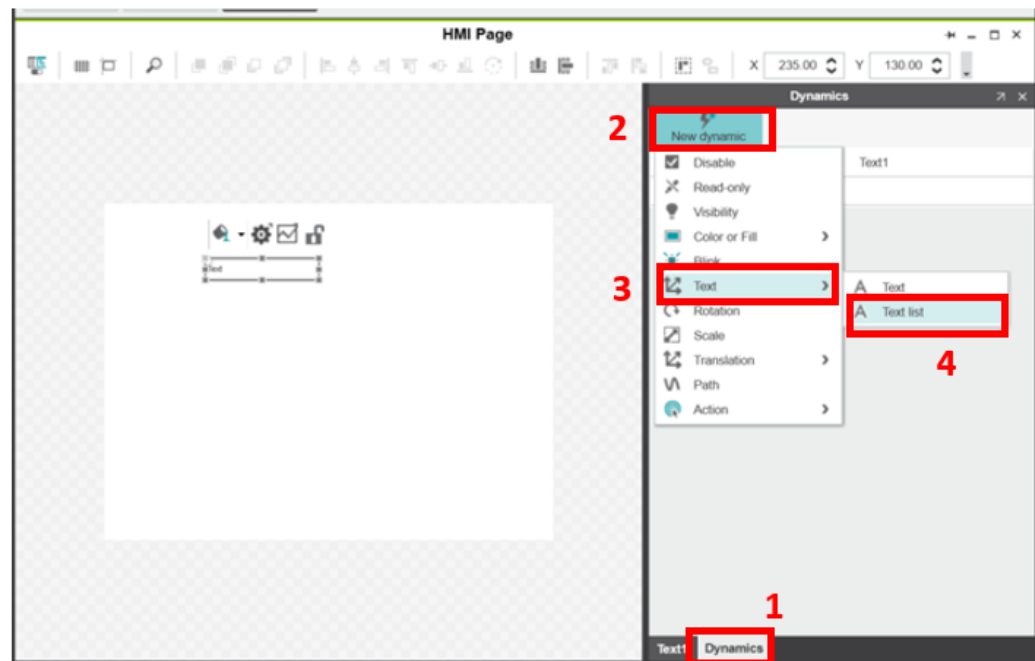 HMI Page
X 235.00 Y 130.00
Dynamics
2
New dynamic
Disable
Text1
Read-only
Visibility
Color or Fill
Blink
3
Text
Text
Text
Rotation
Text list
Scale
4
Translation
Path
Action
1
Text1 Dynamics